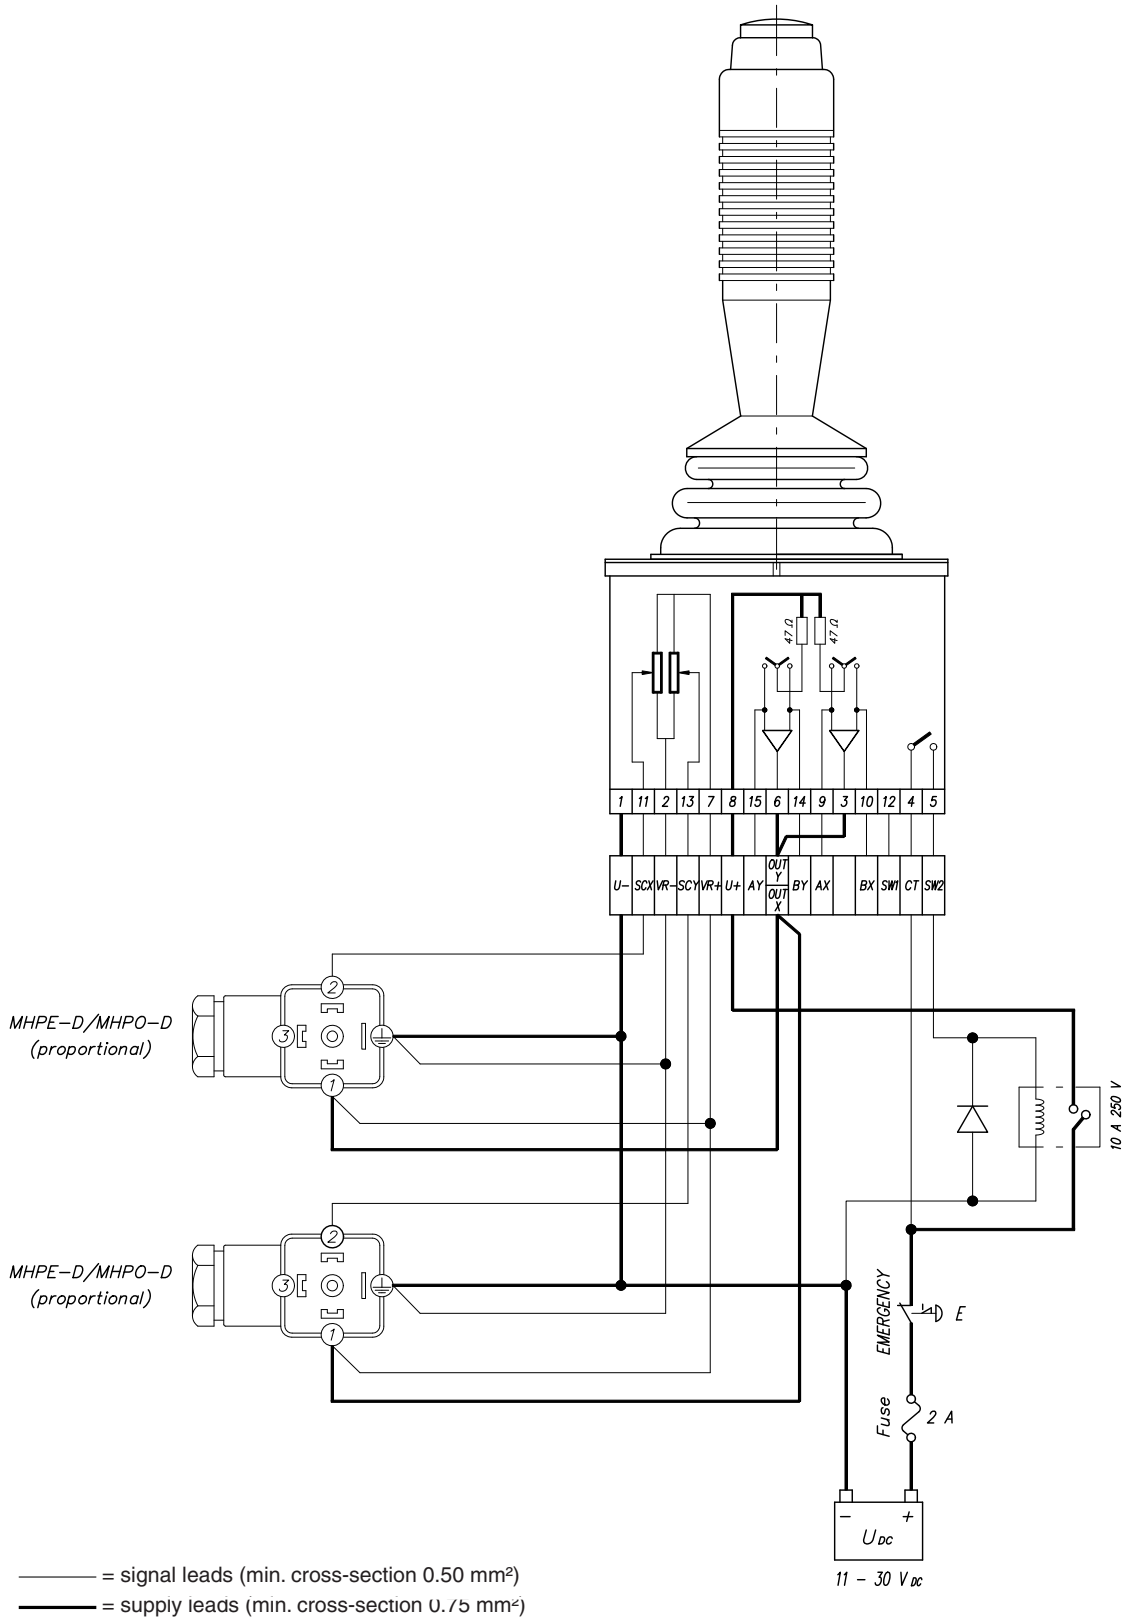 47 Ω
47 Ω
1 11 2 13 7 8 15 6 14 9 3 10 12 4 5
U- SCX VR- SCY VR+ U+ AY OUT Y OUT X BY AX BX SW1 CT SW2
MHPE-D/MHPO-D
(proportional)
2
3
1
10 A 250 V
MHPE-D/MHPO-D
(proportional)
2
3
1
EMERGENCY
E
Fuse
2 A
- +
UDC
11 - 30 VDC
= signal leads (min. cross-section 0.50 mm²)
= supply leads (min. cross-section 0.75 mm²)